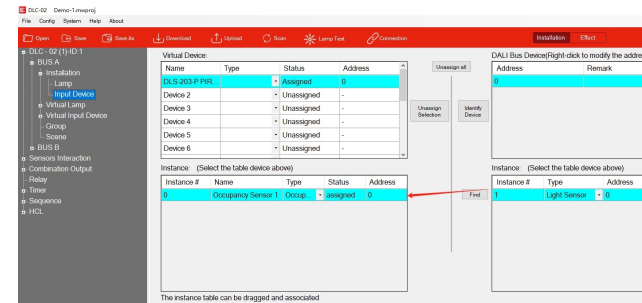 DLC-02 Demo-1.mwproj
File Config System Help About
Open Save Save As Download Upload Scan Lamp Test Connection Installation Effect
DLC - 02 (1)-ID:1
BUS A
Installation
Lamp
Input Device
Virtual Lamp
Virtual Input Device
Group
Scene
BUS B
Sensors Interaction
Combination Output
Relay
Timer
Sequence
HCL
Virtual Device:
Name Type Status Address
DLS-203-P PIR Assigned 0
Device 2 Unassigned -
Device 3 Unassigned -
Device 4 Unassigned -
Device 5 Unassigned -
Device 6 Unassigned -
Unassign all
Unassign Selection
Identify Device
DALI Bus Device(Right-click to modify the addre
Address Remark
0
Instance: (Select the table device above)
Instance # Name Type Status Address
0 Occupancy Sensor 1 Occup... assigned 0
Find
Instance: (Select the table device above)
Instance # Type Address
1 Light Sensor 0
The instance table can be dragged and associated